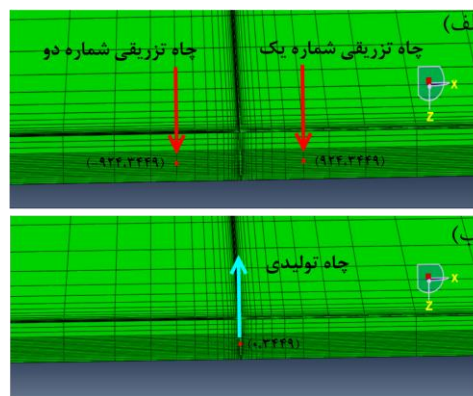 الف)
چاه تزریقی شماره دو
چاه تزریقی شماره یک
X
Z
(-۹۲۴,۳۴۴۹)
(۹۲۴,۳۴۴۹)
ب)
چاه تولیدی
X
Z
(۰,۳۴۴۹)